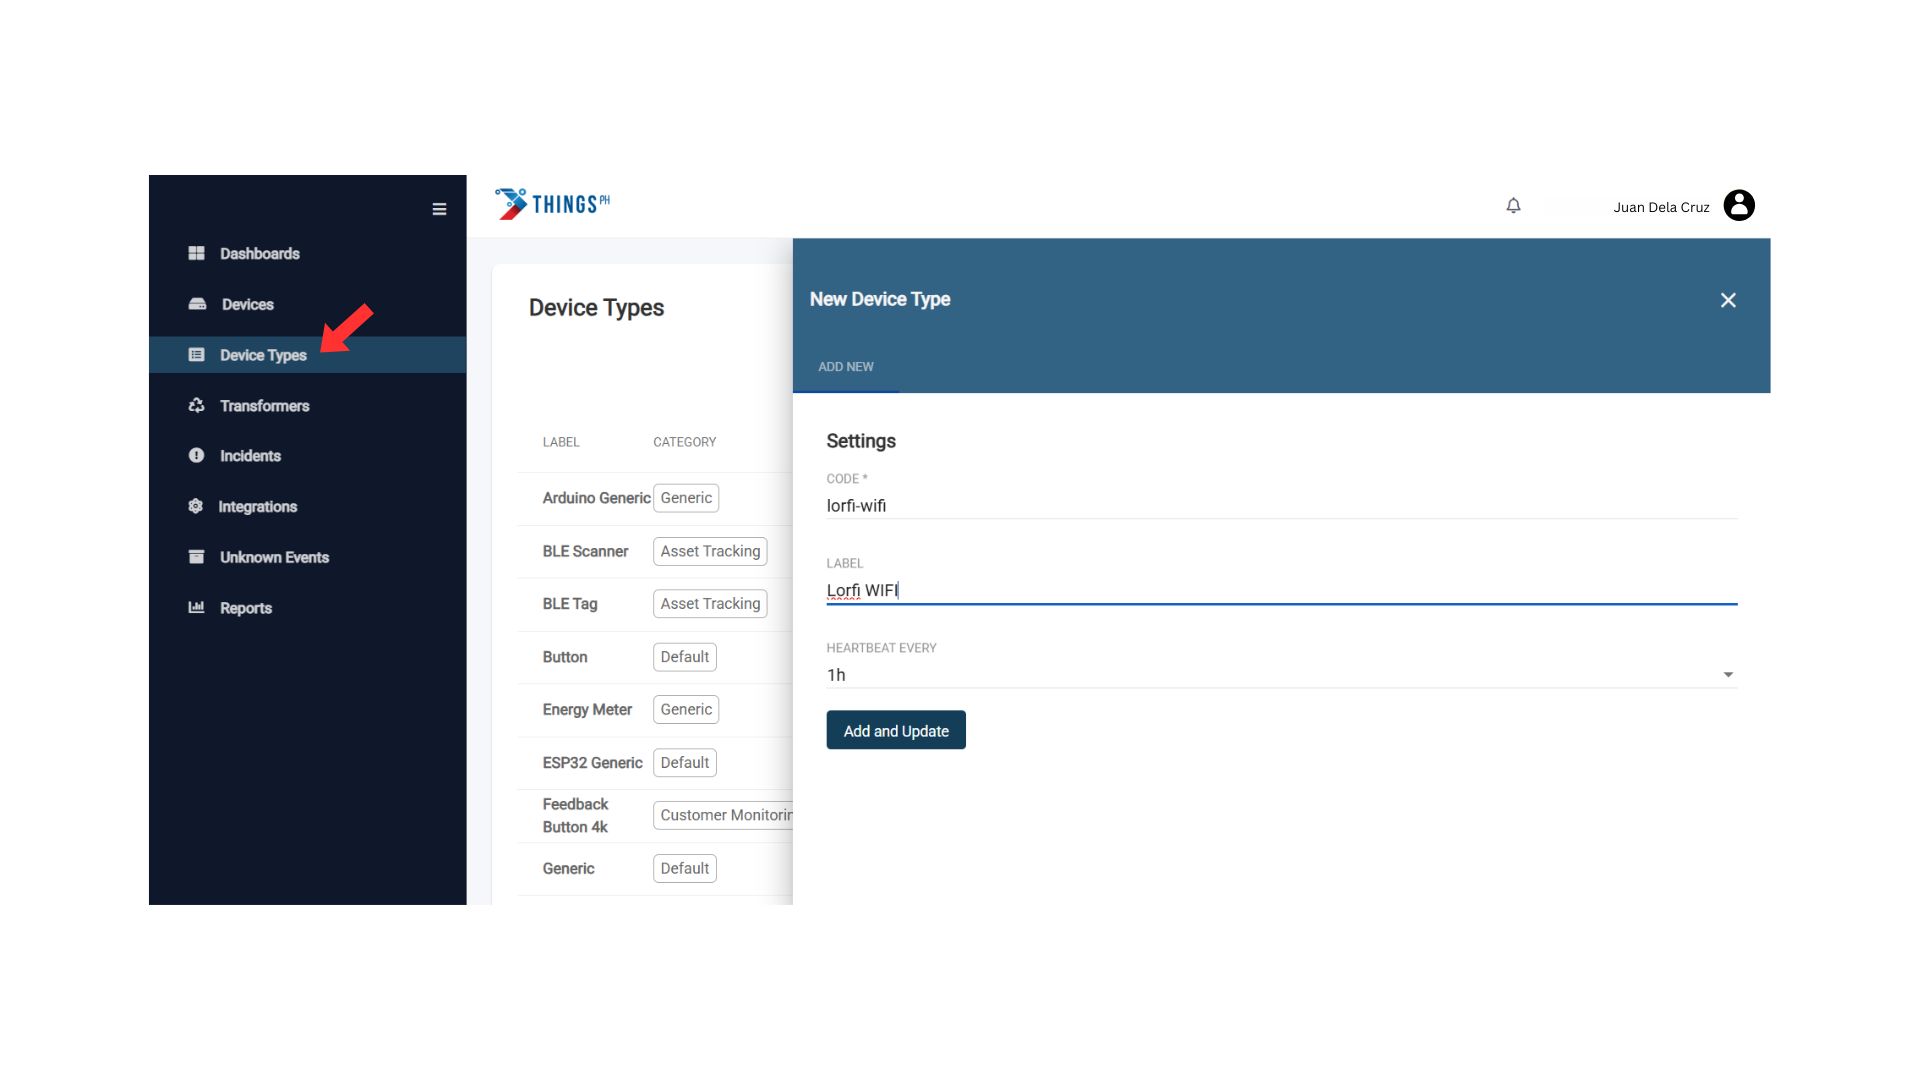 THINGS PH
Juan Dela Cruz
Dashboards
Devices
Device Types
Transformers
Incidents
Integrations
Unknown Events
Reports
Device Types
LABEL CATEGORY
Arduino Generic Generic
BLE Scanner Asset Tracking
BLE Tag Asset Tracking
Button Default
Energy Meter Generic
ESP32 Generic Default
Feedback
Button 4k Customer Monitorin
Generic Default
New Device Type
ADD NEW
Settings
CODE *
lorfi-wifi
LABEL
Lorfi WIFI
HEARTBEAT EVERY
1h
Add and Update